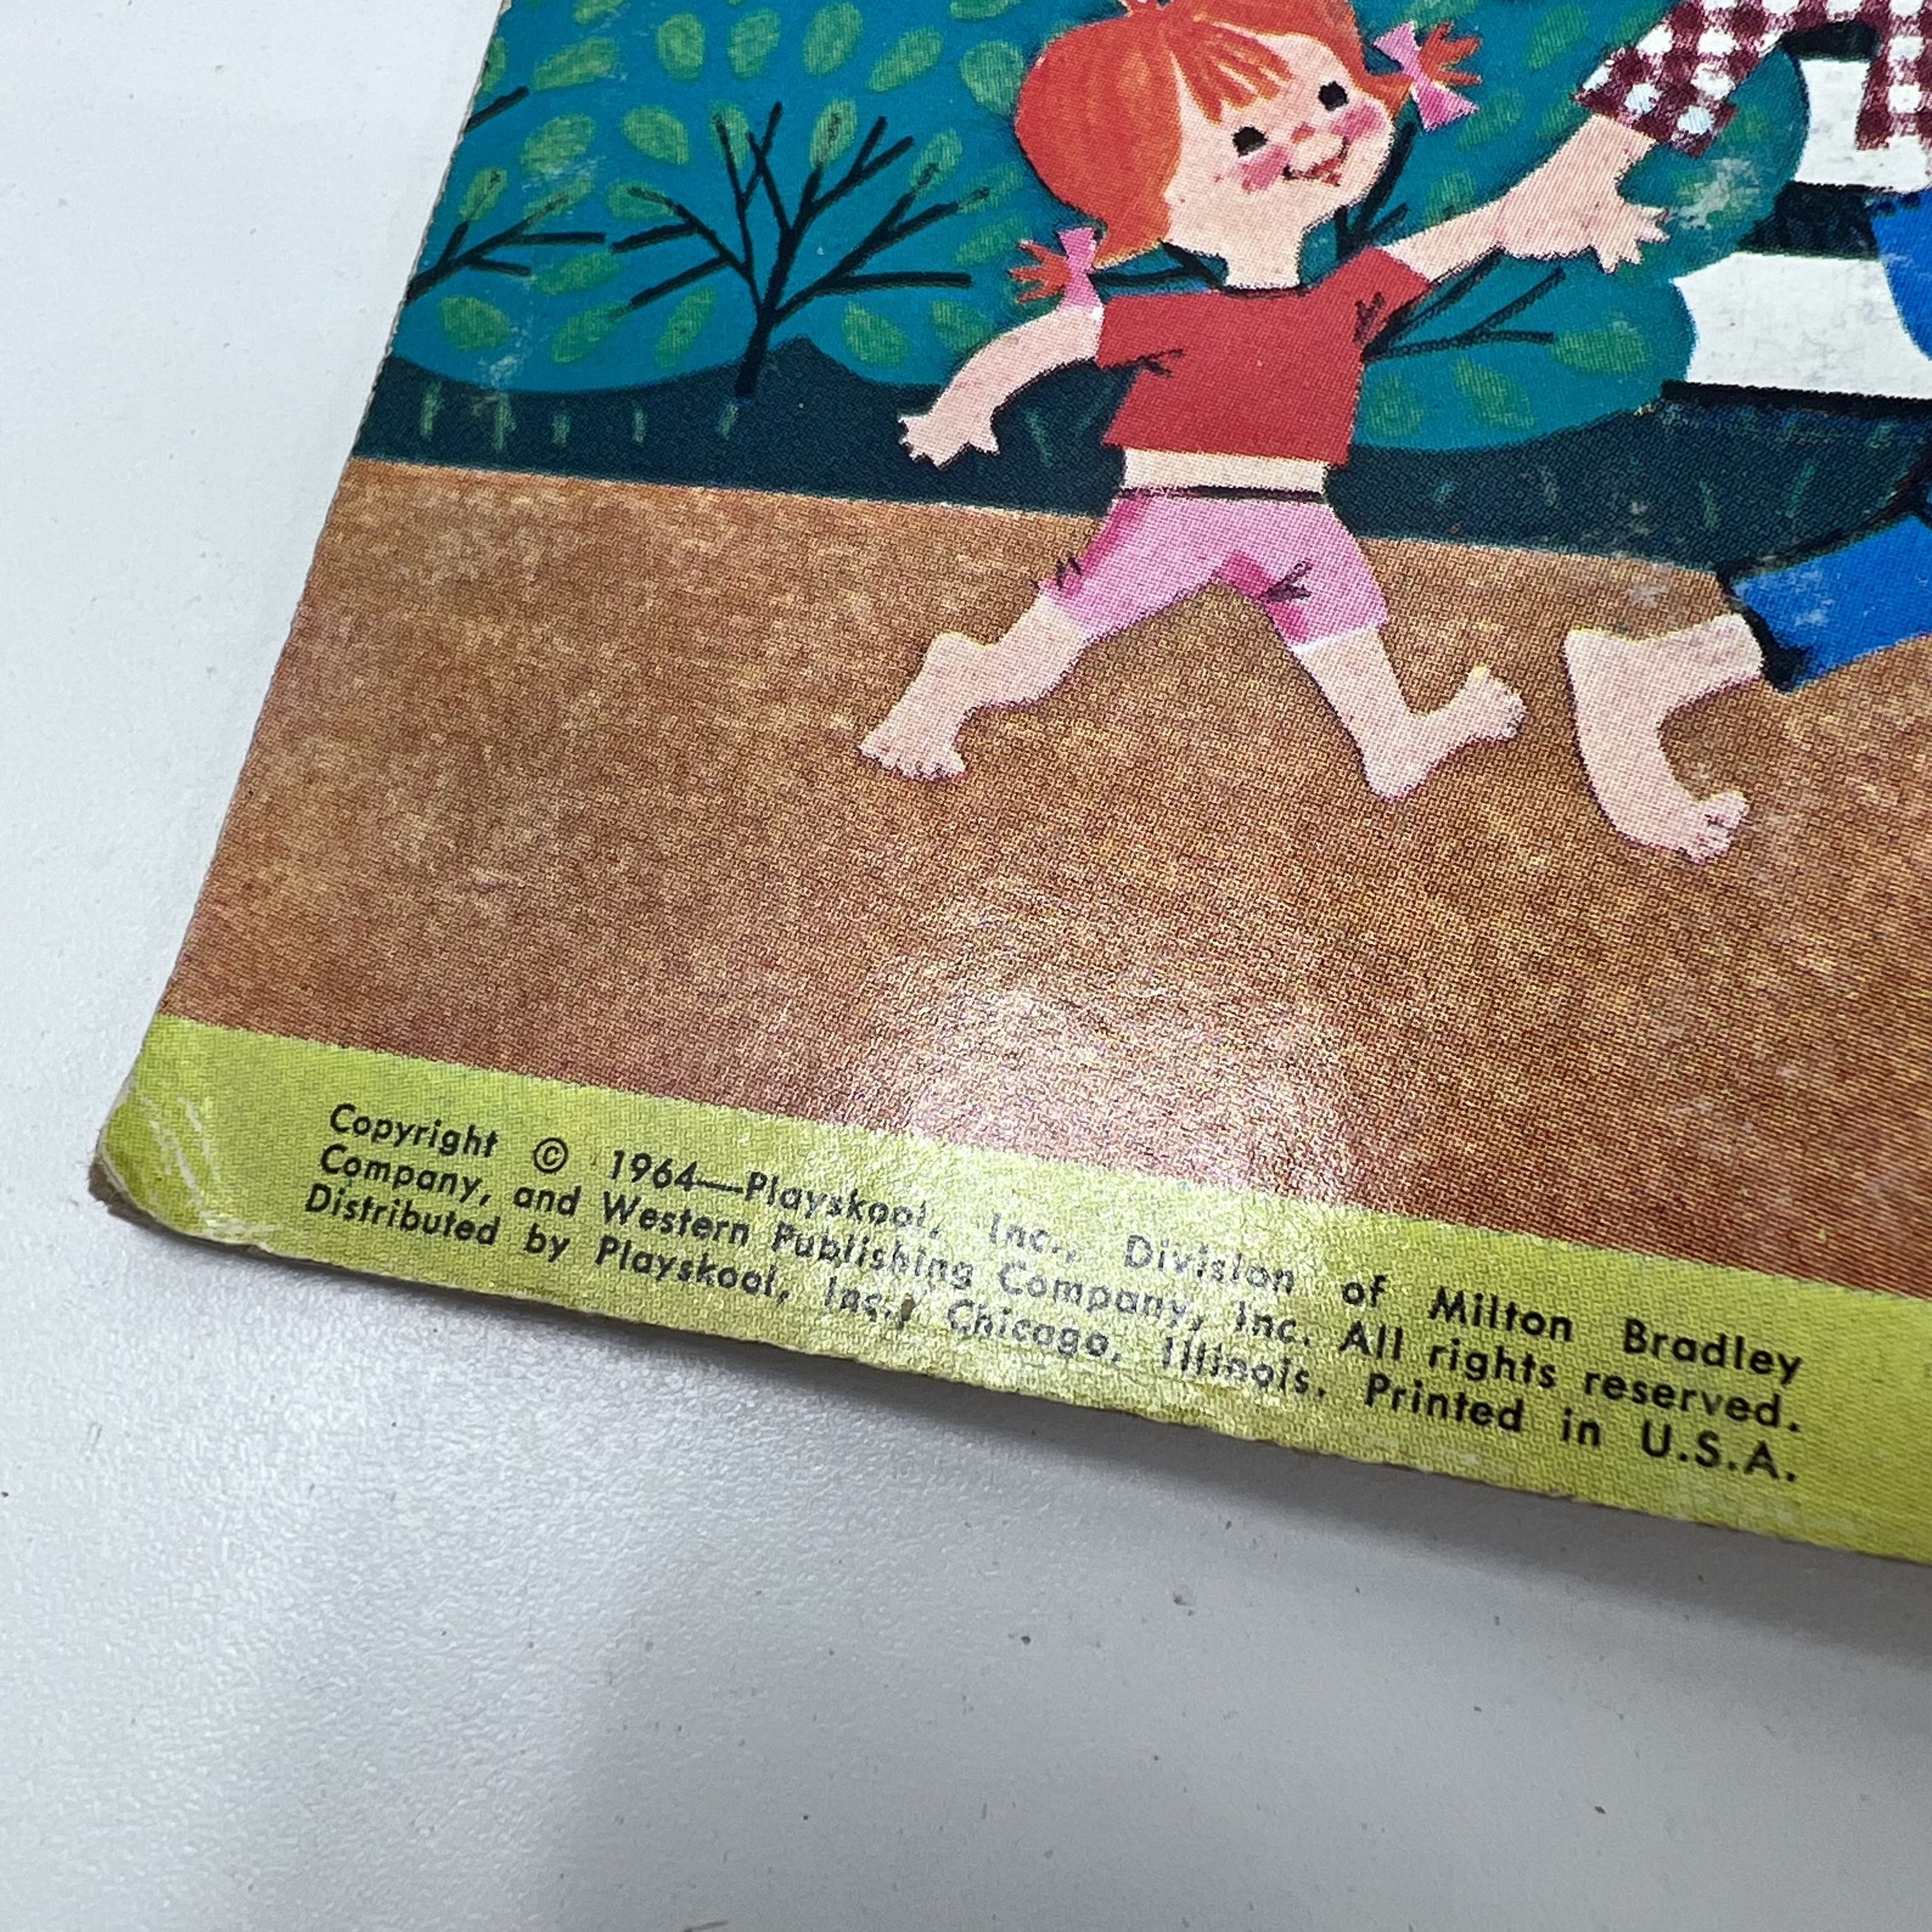 Copyright © 1964—Playskool, Inc., Division of Milton Bradley
Company, and Western Publishing Company, Inc. All rights reserved.
Distributed by Playskool, Inc., Chicago, Illinois. Printed in U.S.A.